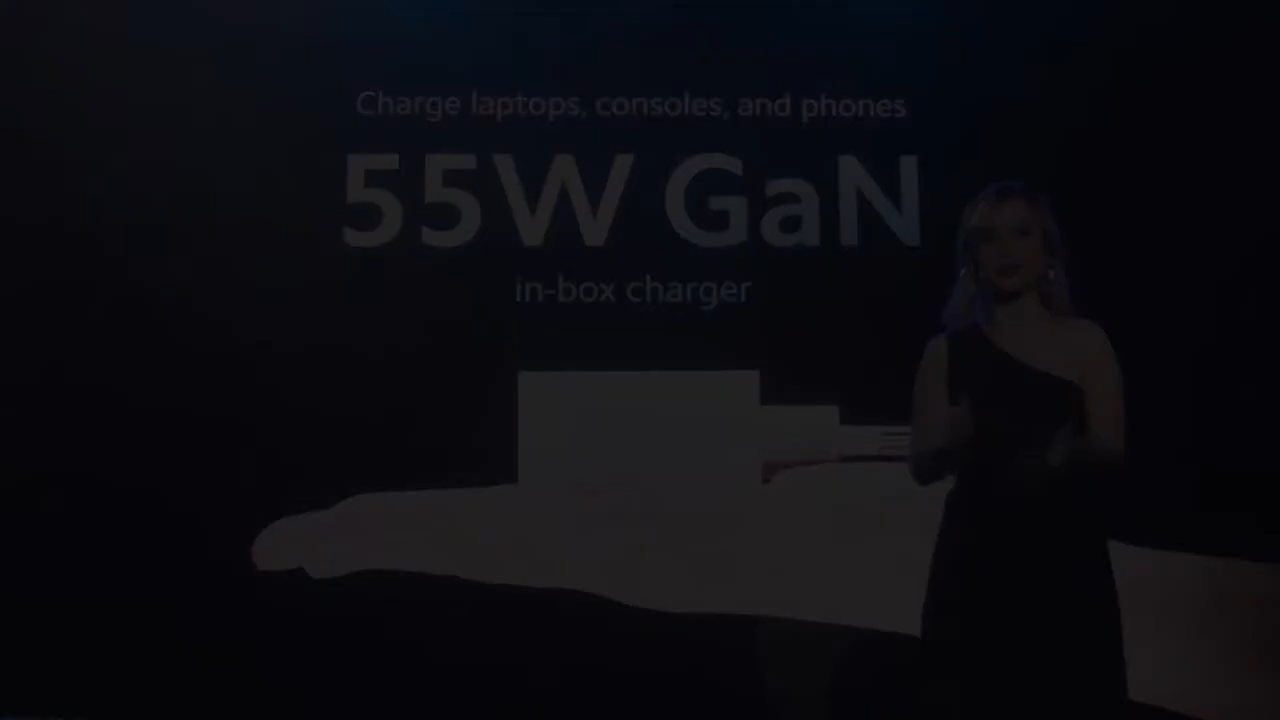 Charge laptops, consoles, and phones
55W GaN
in-box charger